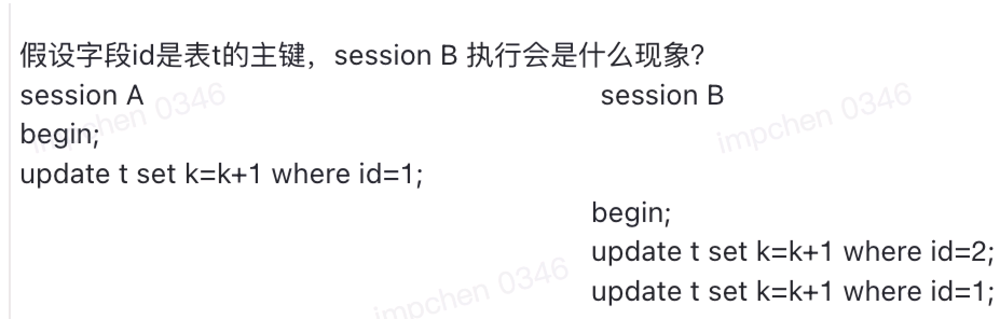 假设字段id是表t的主键，session B 执行会是什么现象？
session A session B
begin;
update t set k=k+1 where id=1;
begin;
update t set k=k+1 where id=2;
update t set k=k+1 where id=1;
impchen 0346
impchen 0346
impchen 0346